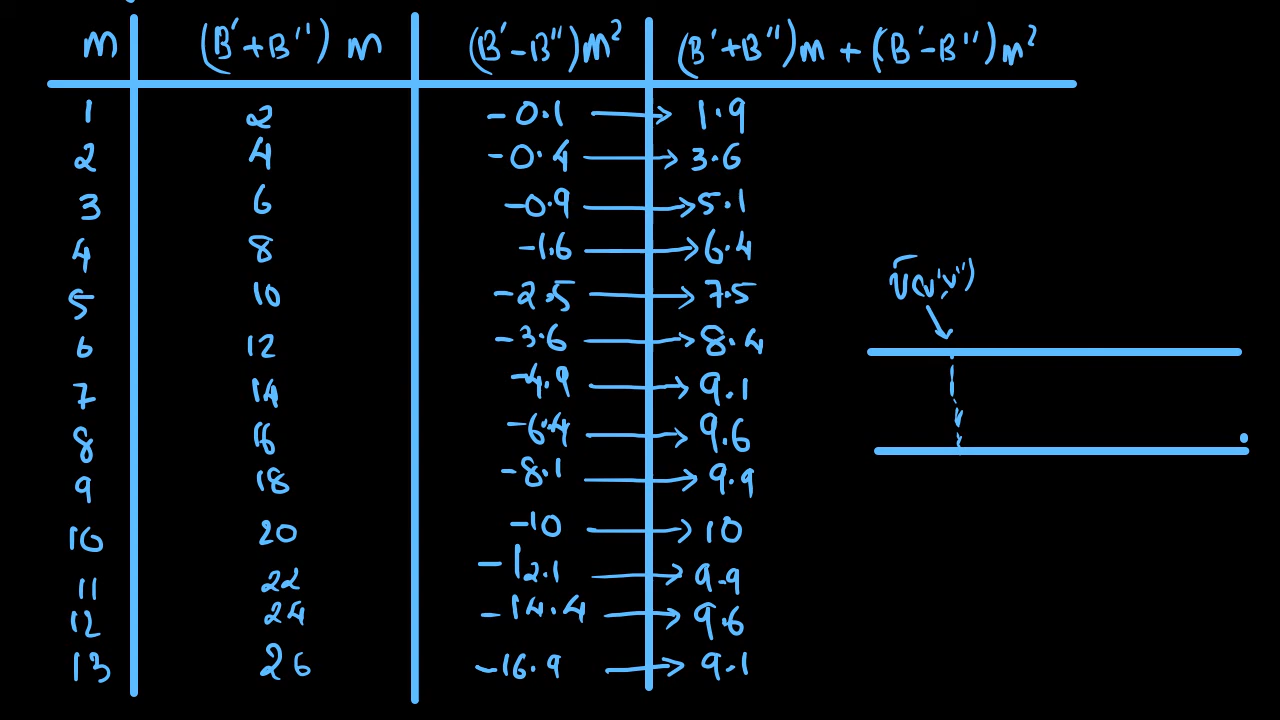 m (B′+B″) m (B′−B″)m² (B′+B″)m + (B′−B″)m²
1 2 −0.1 → 1.9
2 4 −0.4 → 3.6
3 6 −0.9 → 5.1
4 8 −1.6 → 6.4
5 10 −2.5 → 7.5
6 12 −3.6 → 8.4
7 14 −4.9 → 9.1
8 16 −6.4 → 9.6
9 18 −8.1 → 9.9
10 20 −10 → 10
11 22 −12.1 → 9.9
12 24 −14.4 → 9.6
13 26 −16.9 → 9.1
ν̄(v′,v″)